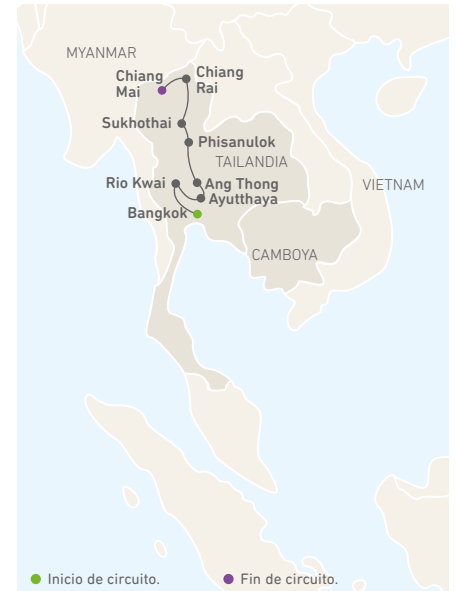 MYANMAR
Chiang
Mai
Chiang
Rai
Sukhothai
Phisanulok
TAILANDIA
Rio Kwai
Ang Thong
VIETNAM
Ayutthaya
Bangkok
CAMBOYA
Inicio de circuito.
Fin de circuito.